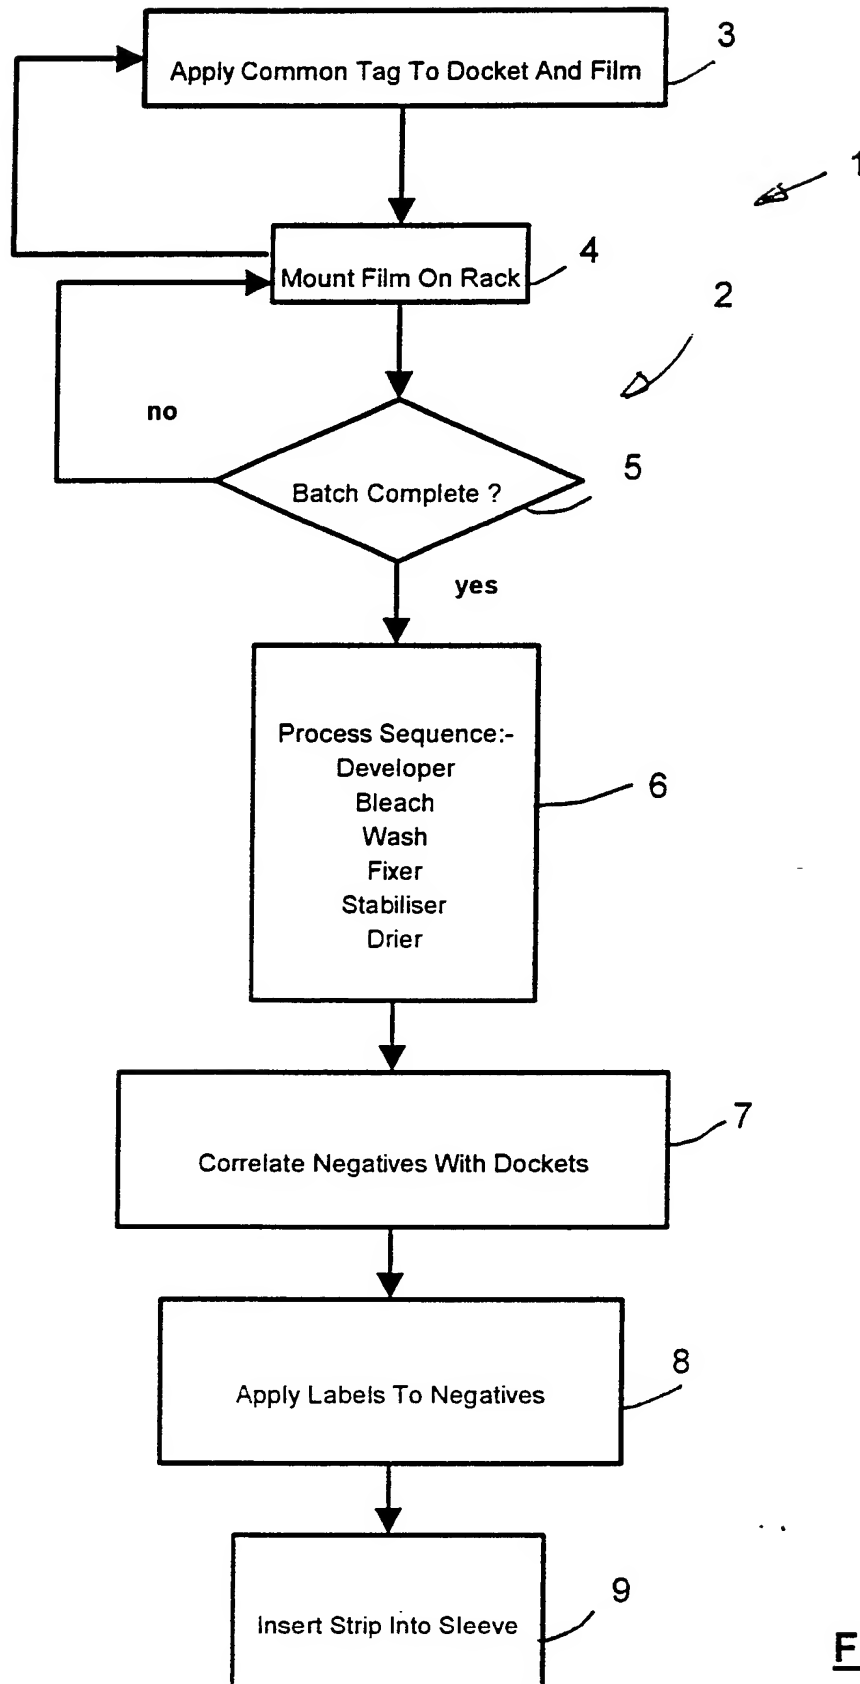 3
Apply Common Tag To Docket And Film
1
4
Mount Film On Rack
2
no
5
Batch Complete ?
yes
Process Sequence:-
Developer
Bleach
Wash
Fixer
Stabiliser
Drier
6
7
Correlate Negatives With Dockets
8
Apply Labels To Negatives
9
Insert Strip Into Sleeve
F